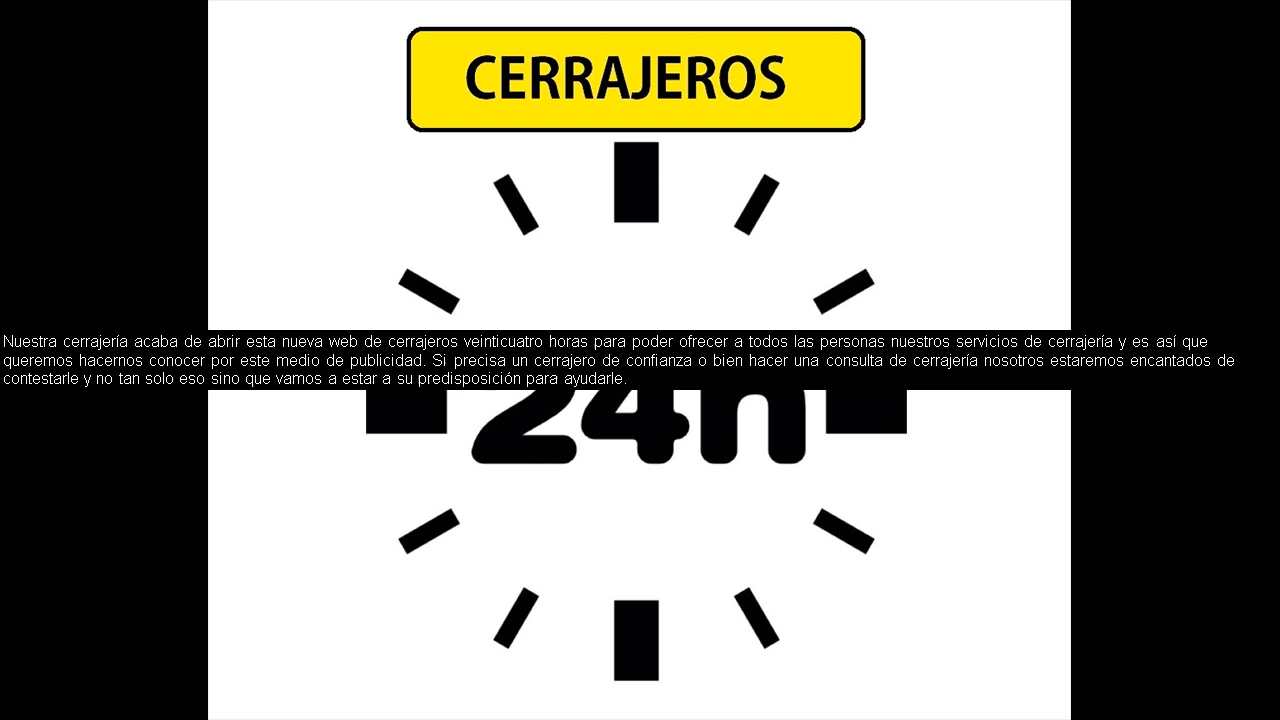 CERRAJEROS
Nuestra cerrajería acaba de abrir esta nueva web de cerrajeros veinticuatro horas para poder ofrecer a todos las personas nuestros servicios de cerrajería y es así que
queremos hacernos conocer por este medio de publicidad. Si precisa un cerrajero de confianza o bien hacer una consulta de cerrajería nosotros estaremos encantados de
contestarle y no tan solo eso sino que vamos a estar a su predisposición para ayudarle.
24h